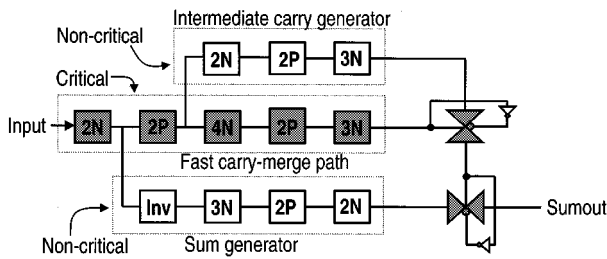 Intermediate carry generator
Non-critical
2N 2P 3N
Critical
Input 2N 2P 4N 2P 3N
Fast carry-merge path
Inv 3N 2P 2N Sumout
Non-critical Sum generator